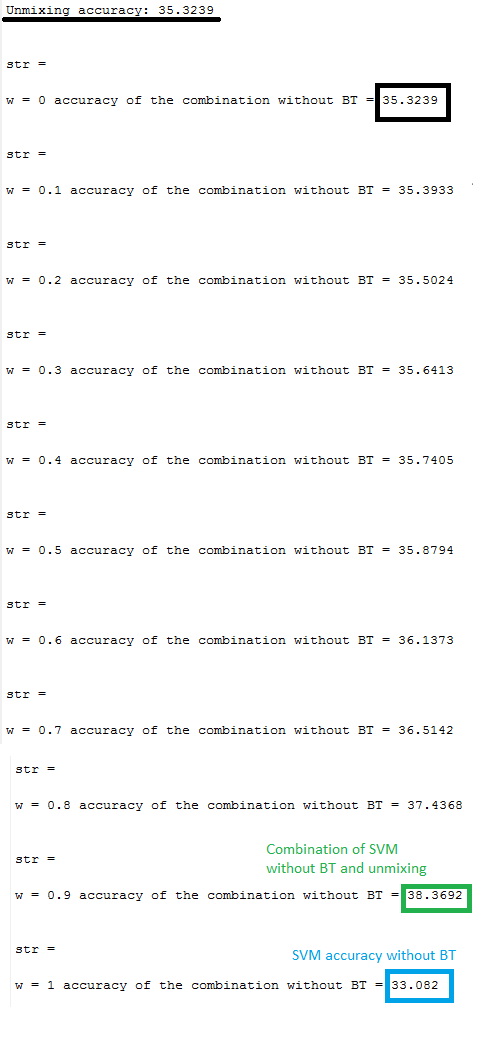 Unmixing accuracy: 35.3239
str =
w = 0 accuracy of the combination without BT = 35.3239
str =
w = 0.1 accuracy of the combination without BT = 35.3933
str =
w = 0.2 accuracy of the combination without BT = 35.5024
str =
w = 0.3 accuracy of the combination without BT = 35.6413
str =
w = 0.4 accuracy of the combination without BT = 35.7405
str =
w = 0.5 accuracy of the combination without BT = 35.8794
str =
w = 0.6 accuracy of the combination without BT = 36.1373
str =
w = 0.7 accuracy of the combination without BT = 36.5142
str =
w = 0.8 accuracy of the combination without BT = 37.4368
Combination of SVM
without BT and unmixing
str =
w = 0.9 accuracy of the combination without BT = 38.3692
str =
SVM accuracy without BT
w = 1 accuracy of the combination without BT = 33.082